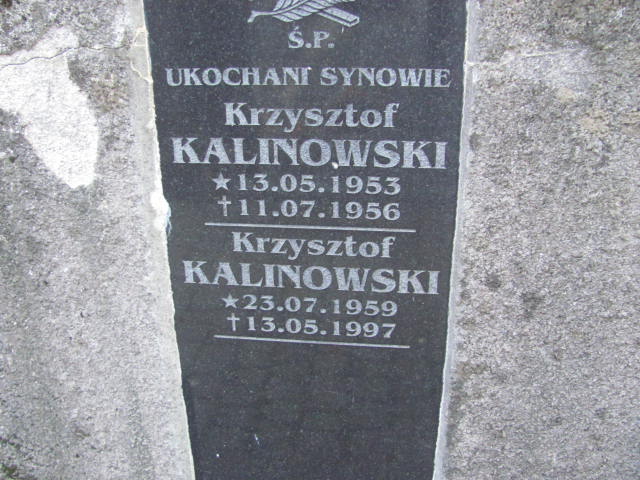 Ś.P.
UKOCHANI SYNOWIE
Krzysztof
KALINOWSKI
★13.05.1953
†11.07.1956
Krzysztof
KALINOWSKI
★23.07.1959
†13.05.1997